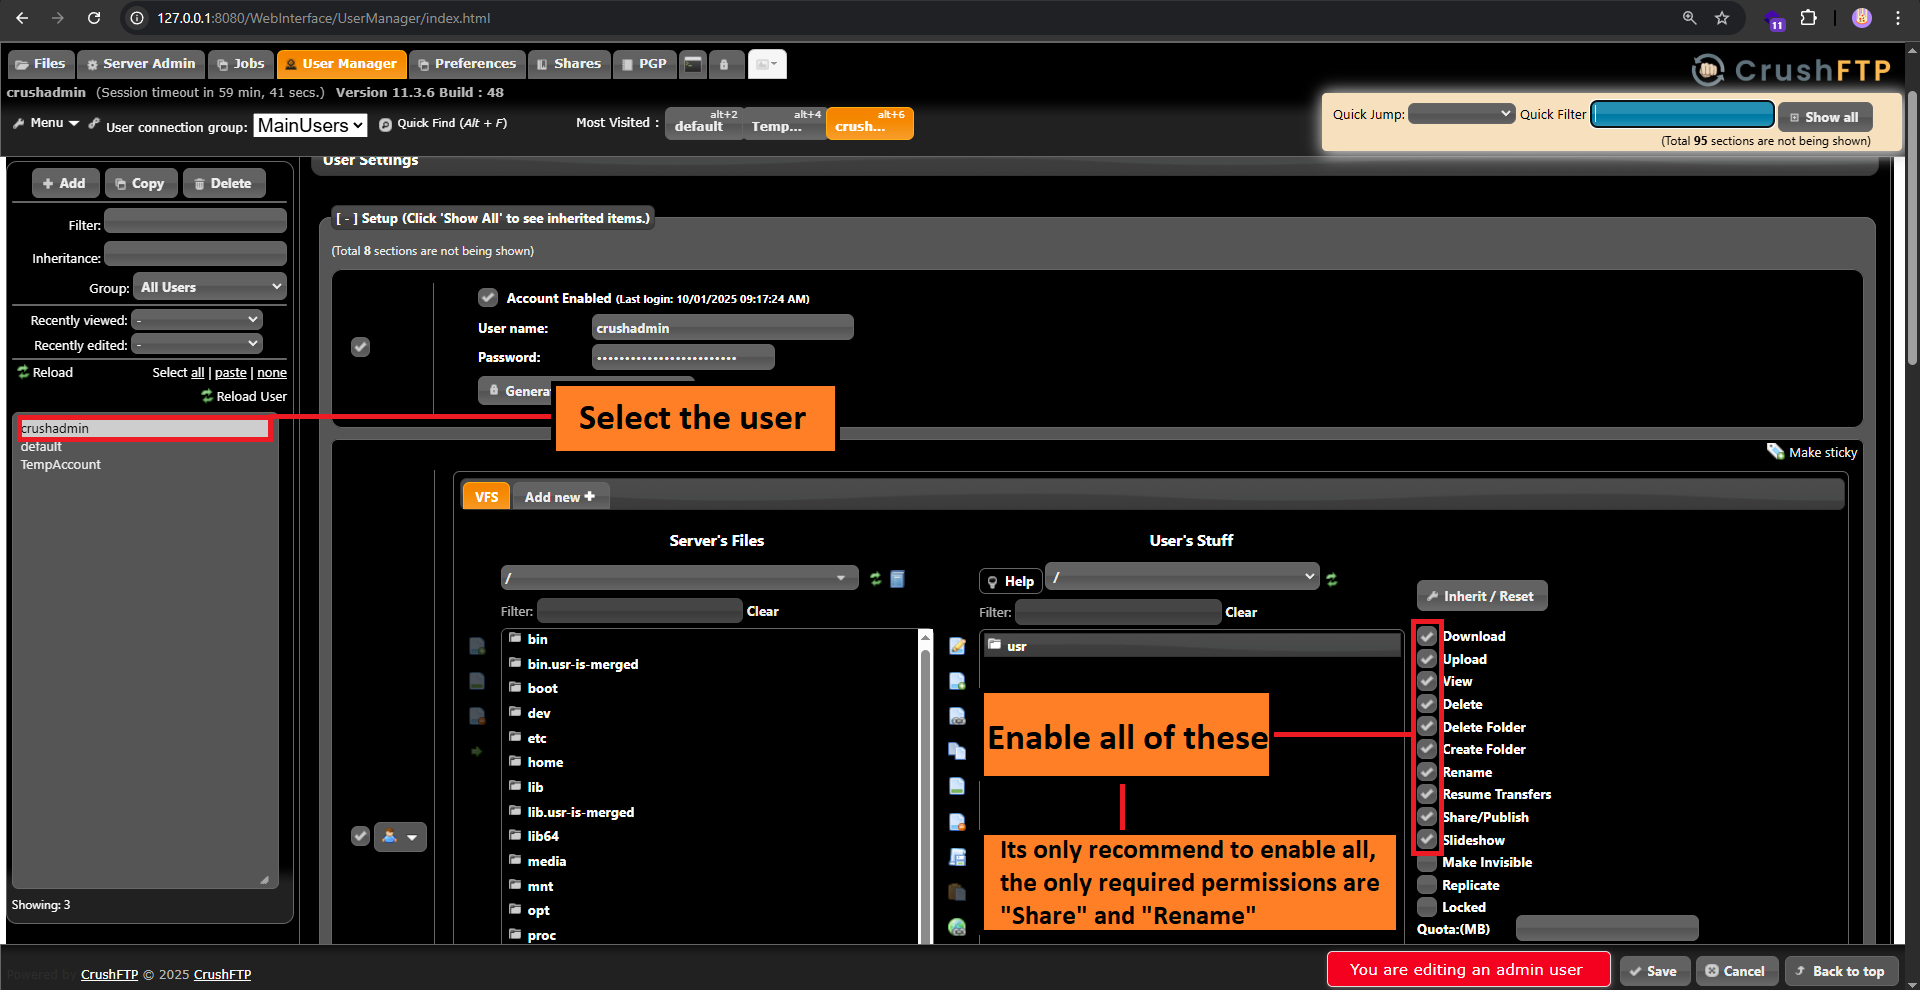 127.0.0.1:8080/WebInterface/UserManager/index.html
11
Files
Server Admin
Jobs
User Manager
Preferences
Shares
PGP
CrushFTP
crushadmin (Session timeout in 59 min, 41 secs.) Version 11.3.6 Build : 48
Menu
User connection group: MainUsers
Quick Find (Alt + F)
Most Visited :
alt+2
default
alt+4
Temp...
alt+6
crush...
Quick Jump:
Quick Filter
Show all
(Total 95 sections are not being shown)
User Settings
Add
Copy
Delete
Filter:
Inheritance:
Group: All Users
Recently viewed: -
Recently edited: -
Reload
Select all | paste | none
Reload User
crushadmin
default
TempAccount
Showing: 3
[ - ] Setup (Click 'Show All' to see inherited items.)
(Total 8 sections are not being shown)
Account Enabled (Last login: 10/01/2025 09:17:24 AM)
User name: crushadmin
Password: ••••••••••••••••••••••••••
Genera
Select the user
Make sticky
VFS
Add new
Server's Files
/
Filter:
Clear
bin
bin.usr-is-merged
boot
dev
etc
home
lib
lib.usr-is-merged
lib64
media
mnt
opt
proc
User's Stuff
Help
/
Filter:
Clear
usr
Enable all of these
Its only recommend to enable all,
the only required permissions are
"Share" and "Rename"
Inherit / Reset
Download
Upload
View
Delete
Delete Folder
Create Folder
Rename
Resume Transfers
Share/Publish
Slideshow
Make Invisible
Replicate
Locked
Quota:(MB)
Powered by CrushFTP © 2025 CrushFTP
You are editing an admin user
Save
Cancel
Back to top